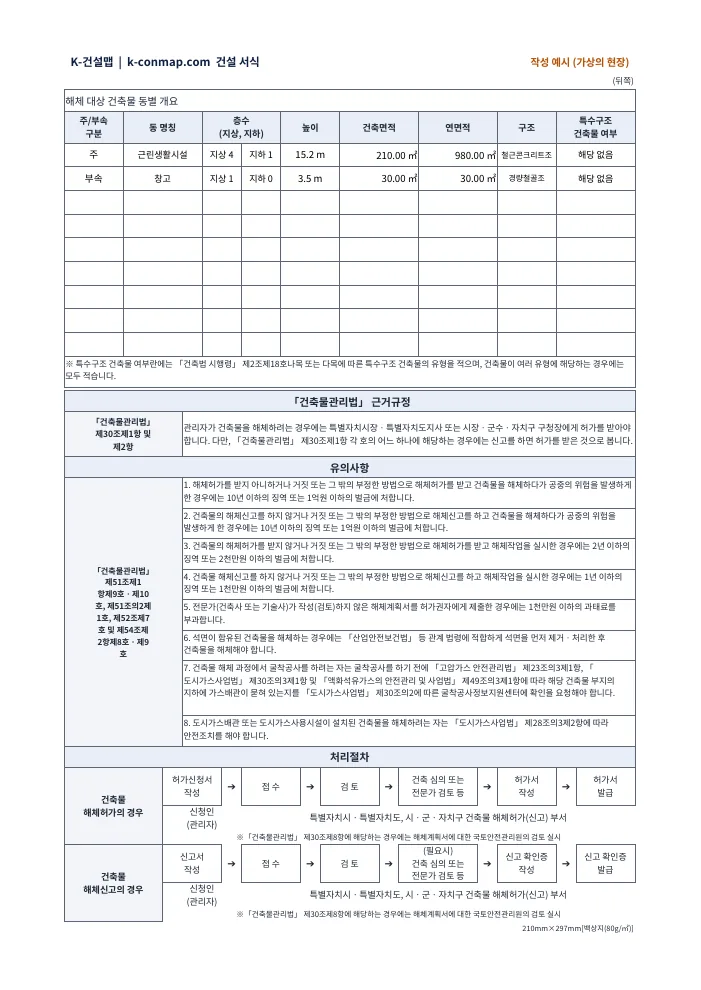 K-건설맵 | k-conmap.com 건설 서식
작성 예시 (가상의 현장)
(뒤쪽)
해체 대상 건축물 동별 개요
주/부속
구분
동 명칭
층수
(지상, 지하)
높이
건축면적
연면적
구조
특수구조
건축물 여부
주 근린생활시설 지상 4 지하 1 15.2 m 210.00 ㎡ 980.00 ㎡ 철근콘크리트조 해당 없음
부속 창고 지상 1 지하 0 3.5 m 30.00 ㎡ 30.00 ㎡ 경량철골조 해당 없음
※ 특수구조 건축물 여부란에는 「건축법 시행령」 제2조제18호나목 또는 다목에 따른 특수구조 건축물의 유형을 적으며, 건축물이 여러 유형에 해당하는 경우에는
모두 적습니다.
「건축물관리법」 근거규정
「건축물관리법」
제30조제1항 및
제2항
관리자가 건축물을 해체하려는 경우에는 특별자치시장ㆍ특별자치도지사 또는 시장ㆍ군수ㆍ자치구 구청장에게 허가를 받아야
합니다. 다만, 「건축물관리법」 제30조제1항 각 호의 어느 하나에 해당하는 경우에는 신고를 하면 허가를 받은 것으로 봅니다.
유의사항
「건축물관리법」
제51조제1
항제9호ㆍ제10
호, 제51조의2제
1호, 제52조제7
호 및 제54조제
2항제8호ㆍ제9
호
1. 해체허가를 받지 아니하거나 거짓 또는 그 밖의 부정한 방법으로 해체허가를 받고 건축물을 해체하다가 공중의 위험을 발생하게
한 경우에는 10년 이하의 징역 또는 1억원 이하의 벌금에 처합니다.
2. 건축물의 해체신고를 하지 않거나 거짓 또는 그 밖의 부정한 방법으로 해체신고를 하고 건축물을 해체하다가 공중의 위험을
발생하게 한 경우에는 10년 이하의 징역 또는 1억원 이하의 벌금에 처합니다.
3. 건축물의 해체허가를 받지 않거나 거짓 또는 그 밖의 부정한 방법으로 해체허가를 받고 해체작업을 실시한 경우에는 2년 이하의
징역 또는 2천만원 이하의 벌금에 처합니다.
4. 건축물 해체신고를 하지 않거나 거짓 또는 그 밖의 부정한 방법으로 해체신고를 하고 해체작업을 실시한 경우에는 1년 이하의
징역 또는 1천만원 이하의 벌금에 처합니다.
5. 전문가(건축사 또는 기술사)가 작성(검토)하지 않은 해체계획서를 허가권자에게 제출한 경우에는 1천만원 이하의 과태료를
부과합니다.
6. 석면이 함유된 건축물을 해체하는 경우에는 「산업안전보건법」 등 관계 법령에 적합하게 석면을 먼저 제거ㆍ처리한 후
건축물을 해체해야 합니다.
7. 건축물 해체 과정에서 굴착공사를 하려는 자는 굴착공사를 하기 전에 「고압가스 안전관리법」 제23조의3제1항, 「
도시가스사업법」 제30조의3제1항 및 「액화석유가스의 안전관리 및 사업법」 제49조의3제1항에 따라 해당 건축물 부지의
지하에 가스배관이 묻혀 있는지를 「도시가스사업법」 제30조의2에 따른 굴착공사정보지원센터에 확인을 요청해야 합니다.
8. 도시가스배관 또는 도시가스사용시설이 설치된 건축물을 해체하려는 자는 「도시가스사업법」 제28조의3제2항에 따라
안전조치를 해야 합니다.
처리절차
건축물
해체허가의 경우
허가신청서
작성
➔
접 수
➔
검 토
➔
건축 심의 또는
전문가 검토 등
➔
허가서
작성
➔
허가서
발급
신청인
(관리자)
특별자치시ㆍ특별자치도, 시ㆍ군ㆍ자치구 건축물 해체허가(신고) 부서
※「건축물관리법」 제30조제8항에 해당하는 경우에는 해체계획서에 대한 국토안전관리원의 검토 실시
건축물
해체신고의 경우
신고서
작성
➔
접 수
➔
검 토
➔
(필요시)
건축 심의 또는
전문가 검토 등
➔
신고 확인증
작성
➔
신고 확인증
발급
신청인
(관리자)
특별자치시ㆍ특별자치도, 시ㆍ군ㆍ자치구 건축물 해체허가(신고) 부서
※「건축물관리법」 제30조제8항에 해당하는 경우에는 해체계획서에 대한 국토안전관리원의 검토 실시
210mm×297mm[백상지(80g/㎡)]